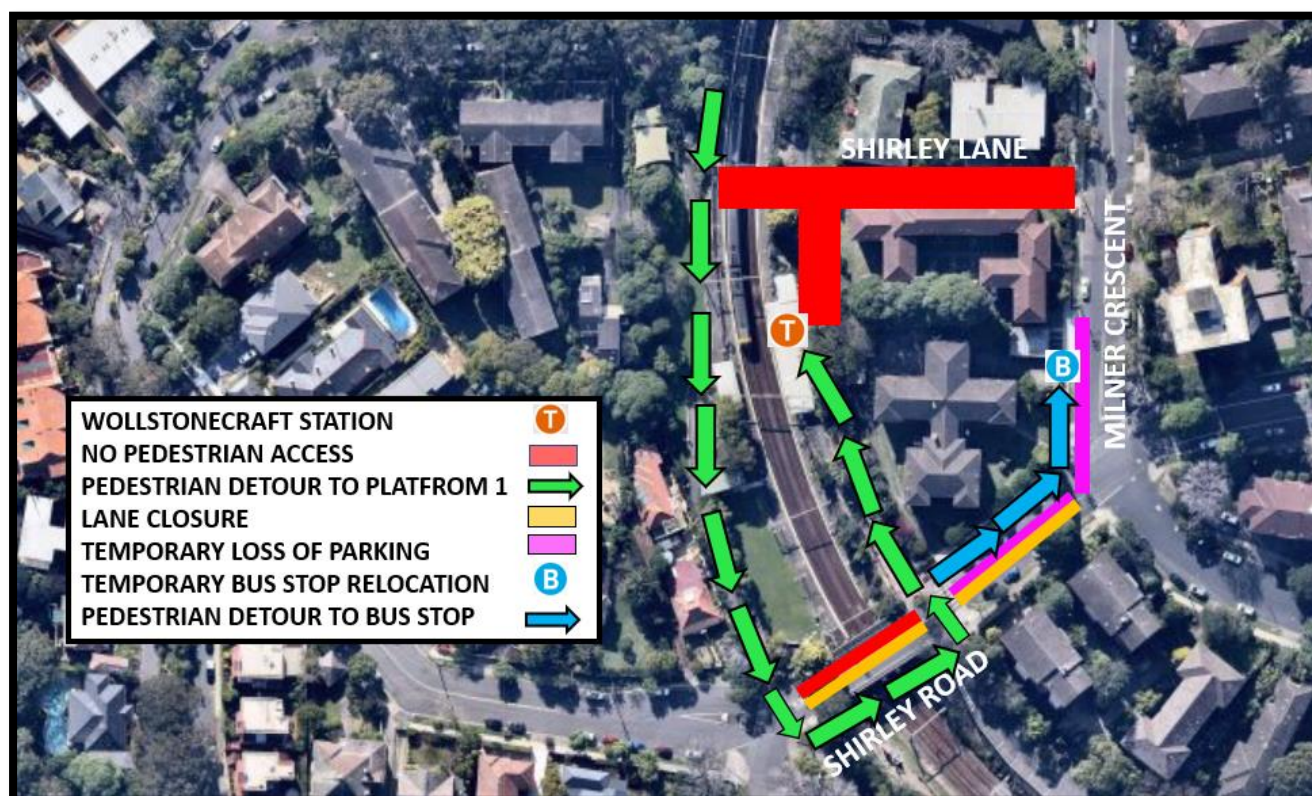 SHIRLEY LANE
MILNER CRESCENT
T
B
WOLLSTONECRAFT STATION T
NO PEDESTRIAN ACCESS
PEDESTRIAN DETOUR TO PLATFROM 1
LANE CLOSURE
TEMPORARY LOSS OF PARKING
TEMPORARY BUS STOP RELOCATION B
PEDESTRIAN DETOUR TO BUS STOP
SHIRLEY ROAD